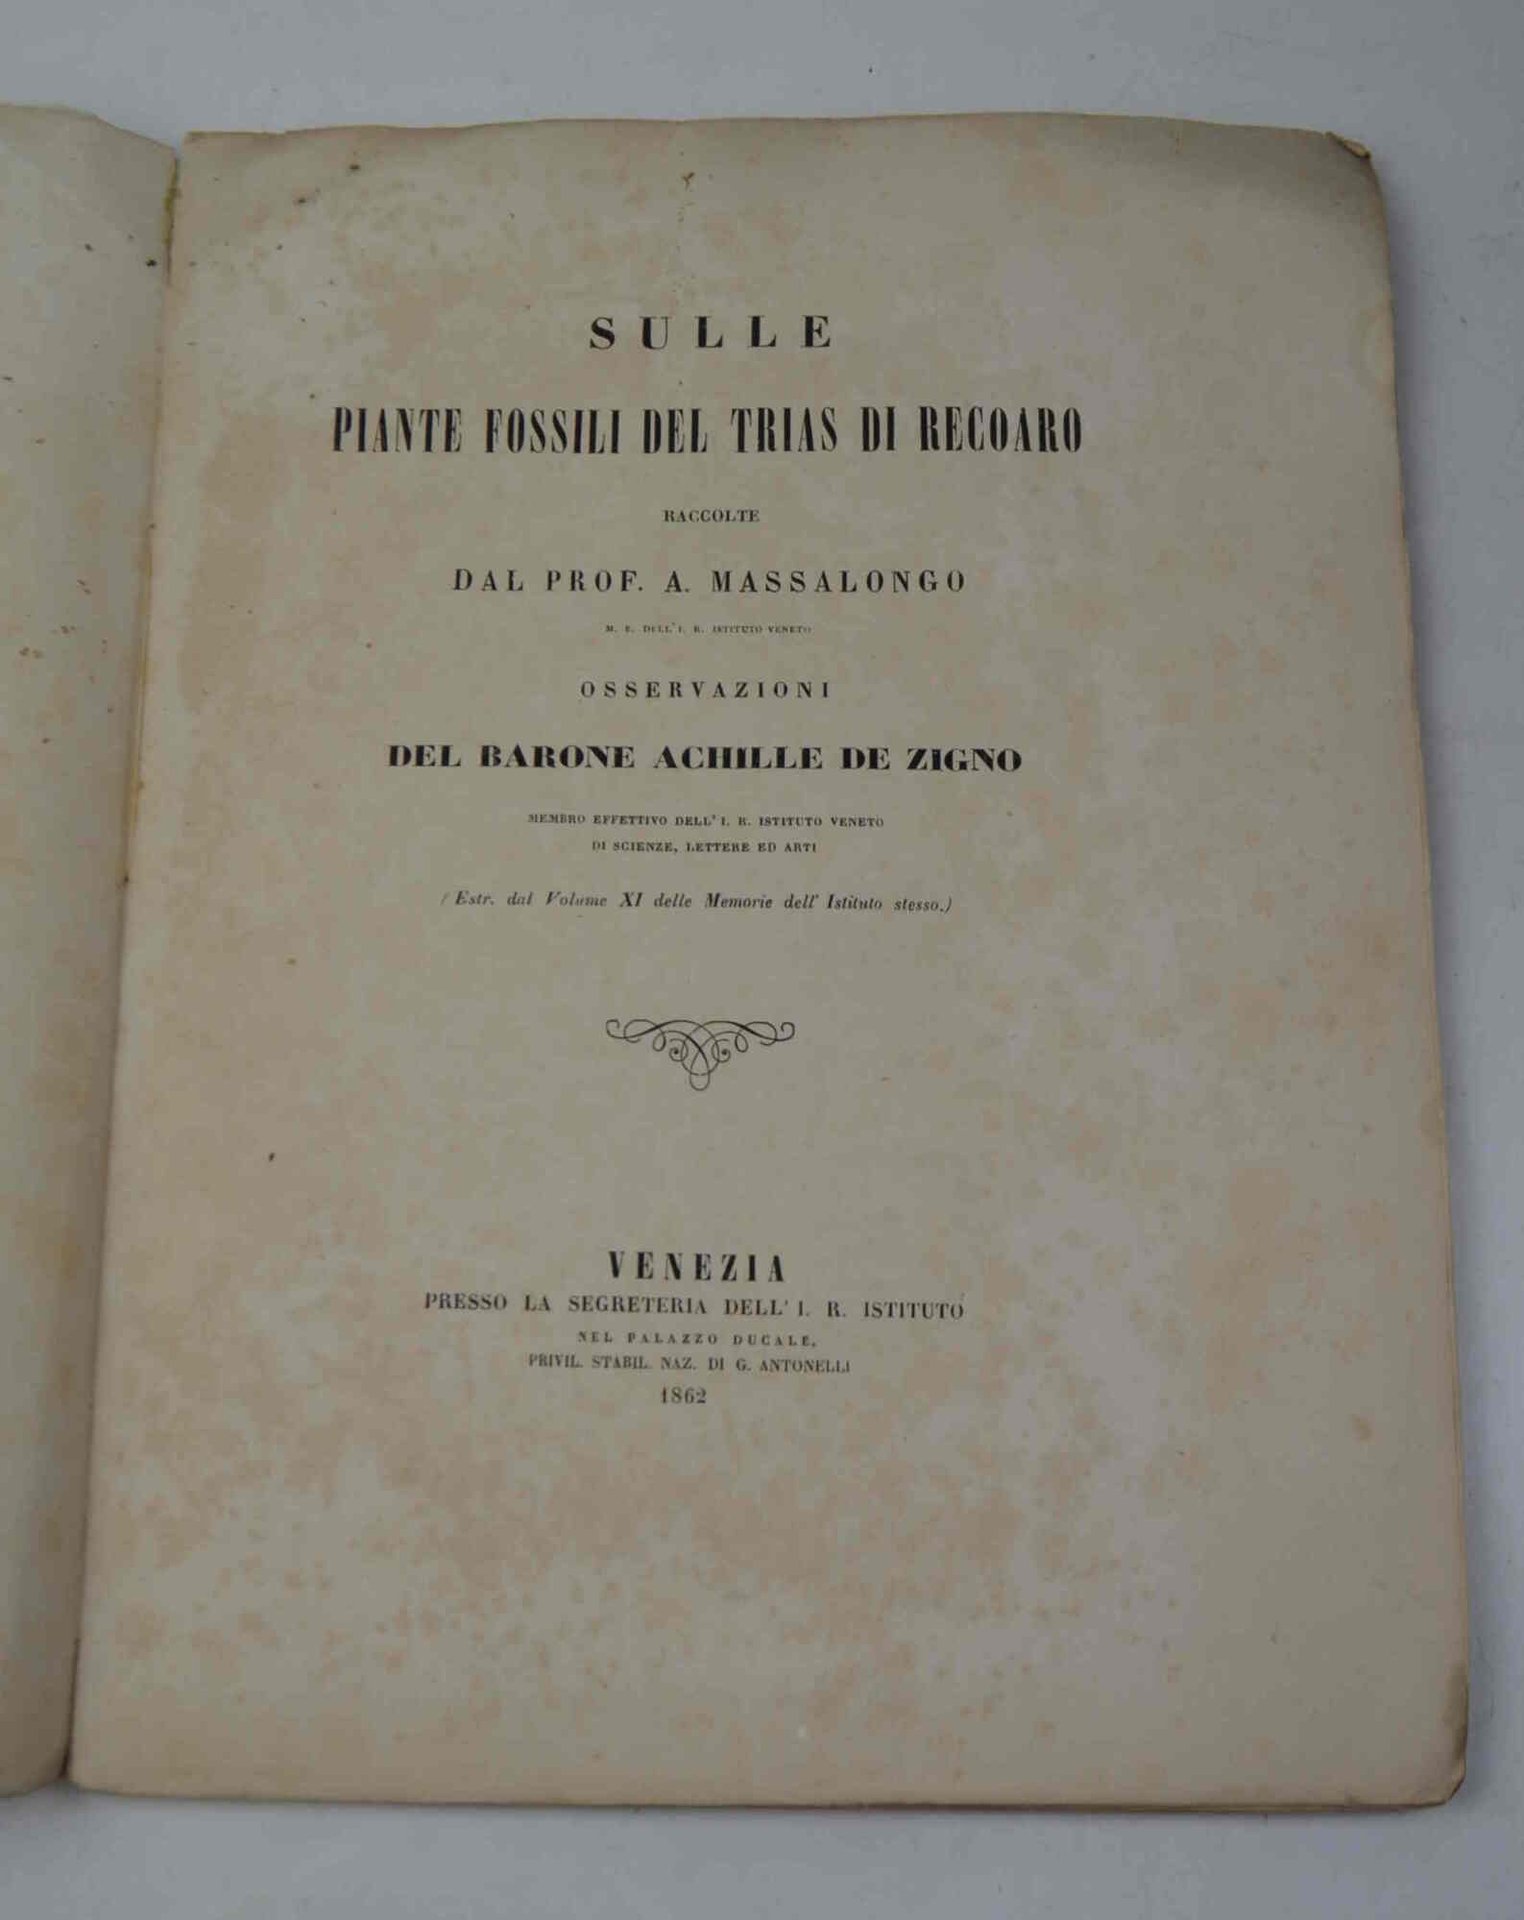 SULLE
PIANTE FOSSILI DEL TRIAS DI RECOARO
RACCOLTE
DAL PROF. A. MASSALONGO
M. E. DELL' I. R. ISTITUTO VENETO
OSSERVAZIONI
DEL BARONE ACHILLE DE ZIGNO
MEMBRO EFFETTIVO DELL' I. R. ISTITUTO VENETO
DI SCIENZE, LETTERE ED ARTI
(Estr. dal Volume XI delle Memorie dell' Istituto stesso.)
VENEZIA
PRESSO LA SEGRETERIA DELL' I. R. ISTITUTO
NEL PALAZZO DUCALE,
PRIVIL. STABIL. NAZ. DI G. ANTONELLI
1862